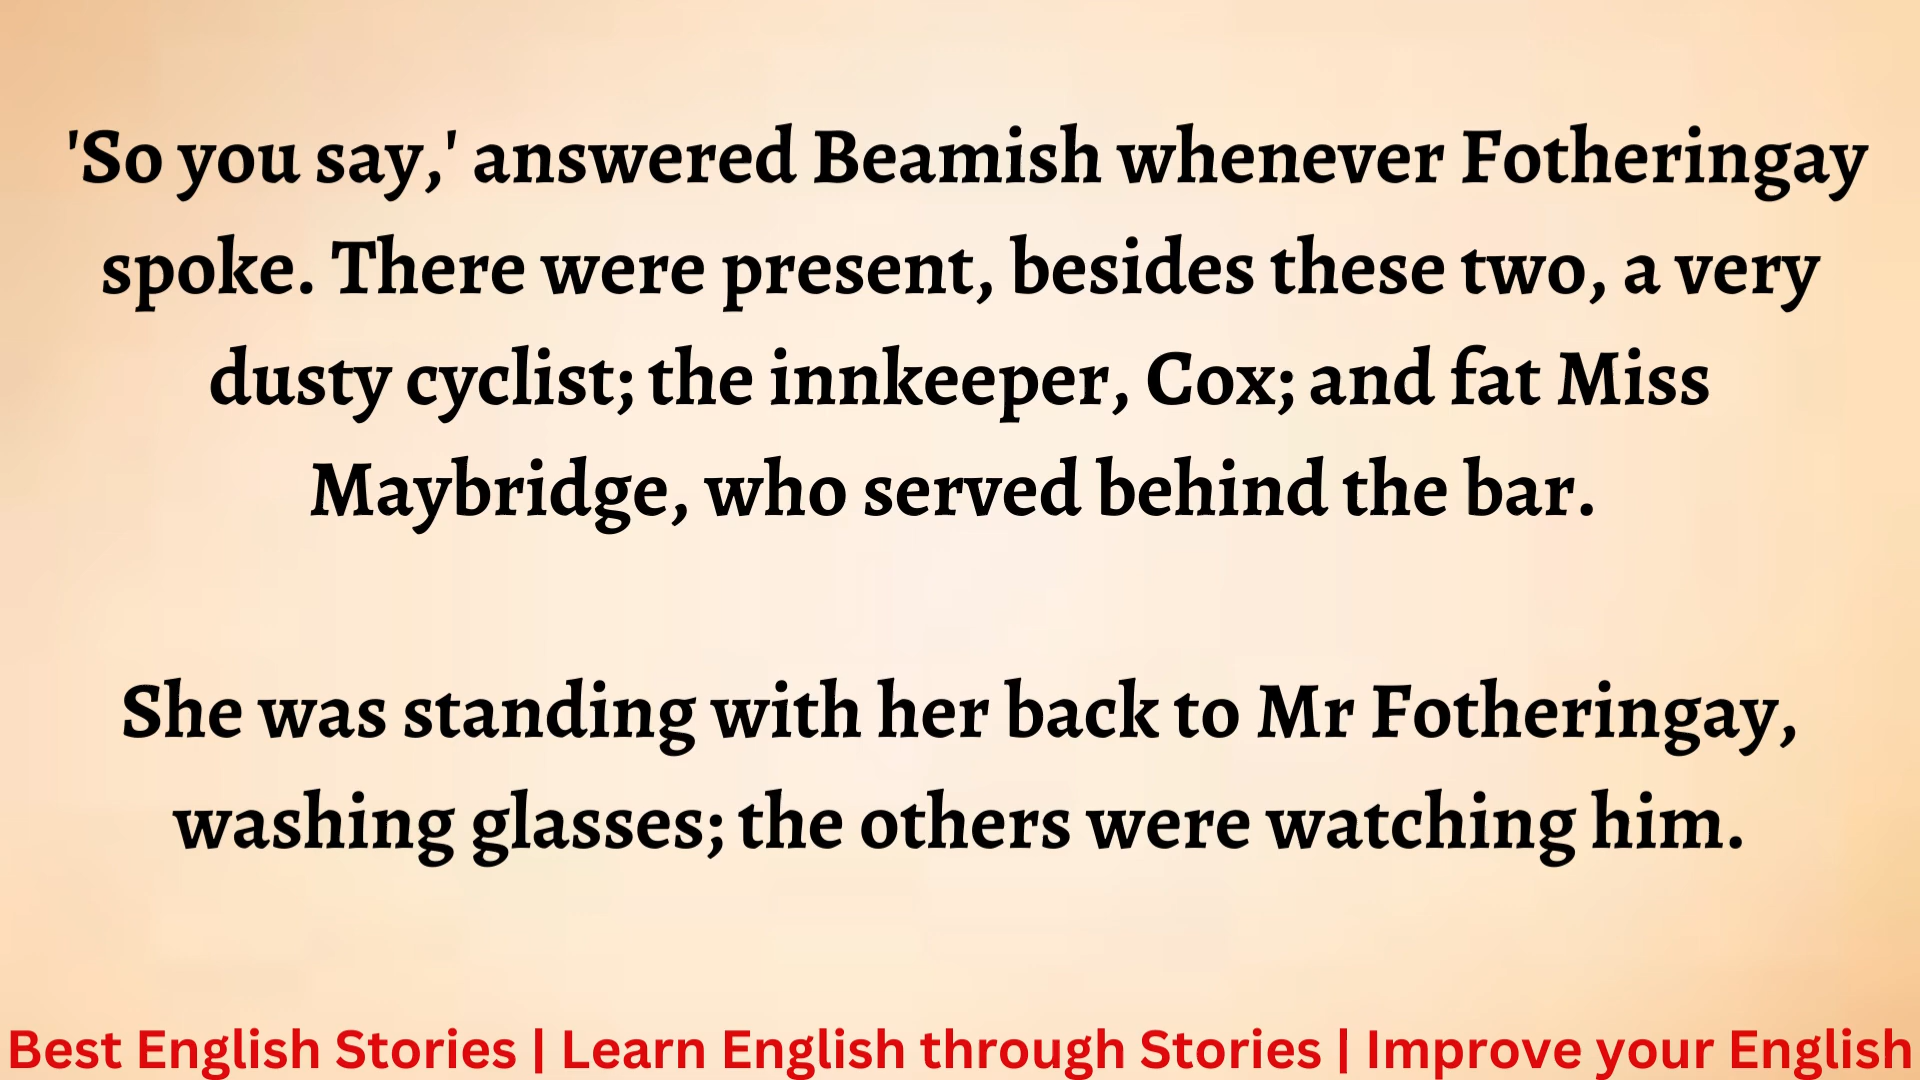 'So you say,' answered Beamish whenever Fotheringay
spoke. There were present, besides these two, a very
dusty cyclist; the innkeeper, Cox; and fat Miss
Maybridge, who served behind the bar.
She was standing with her back to Mr Fotheringay,
washing glasses; the others were watching him.
Best English Stories | Learn English through Stories | Improve your English